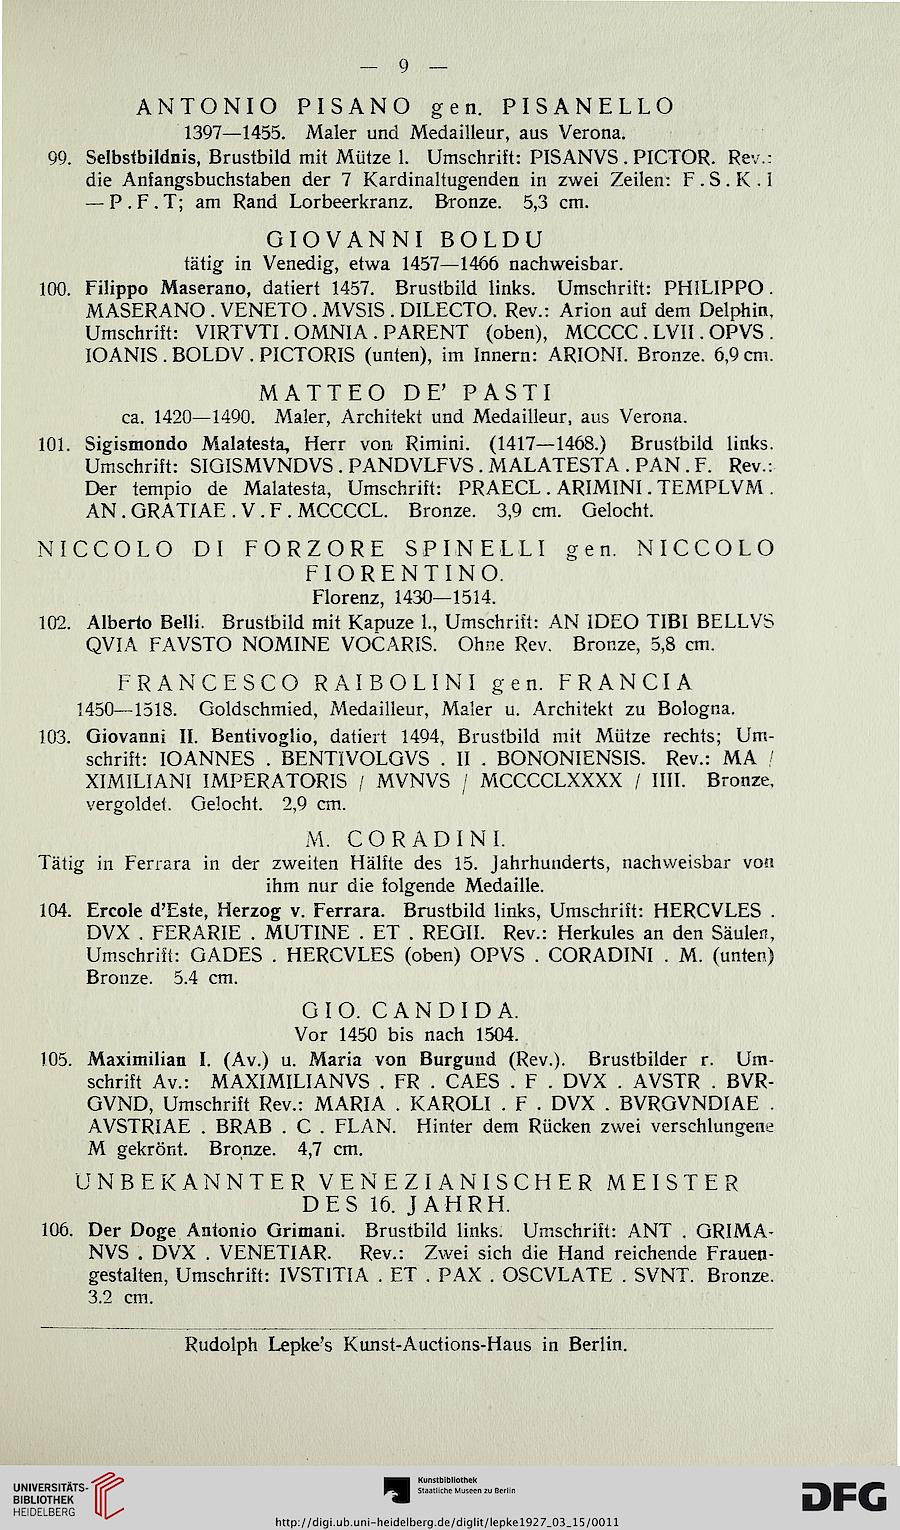 — 9 —
ANTONIO PISANO gen. PISANELLO
1397—1455. Maler und Medailleur, aus Verona.
99. Selbstbildnis, Brustbild mit Mütze l. Umschrift: PISANVS . PICTOR. Rev.:
die Anfangsbuchstaben der 7 Kardinaltugenden in zwei Zeilen: F . S . K . I
— P . F . T; am Rand Lorbeerkranz. Bronze. 5,3 cm.
GIOVANNI BOLDU
tätig in Venedig, etwa 1457—1466 nachweisbar.
100. Filippo Maserano, datiert 1457. Brustbild links. Umschrift: PHILIPPO .
MASERANO . VENETO . MVSIS . DILECTO. Rev.: Arion auf dem Delphin,
Umschrift: VIRTVTI . OMNIA . PARENT (oben), MCCCC . LVII . OPVS .
IOANIS . BOLDV . PICTORIS (unten), im Innern: ARIONI. Bronze. 6,9 cm.
MATTEO DE' PASTI
ca. 1420—1490. Maler, Architekt und Medailleur, aus Verona.
101. Sigismondo Malatesta, Herr von Rimini. (1417—1468.) Brustbild links.
Umschrift: SIGISMVNDVS . PANDVLFVS . MALATESTA . PAN . F. Rev.:
Der tempio de Malatesta, Umschrift: PRAECL . ARIMINI . TEMPLVM .
AN . GRATIAE . V . F . MCCCCL. Bronze. 3,9 cm. Gelocht.
NICCOLO DI FORZORE SPINELLI gen. NICCOLO
FIORENTINO.
Florenz, 1430—1514.
102. Alberto Belli. Brustbild mit Kapuze l., Umschrift: AN IDEO TIBI BELLVS
QVIA FAVSTO NOMINE VOCARIS. Ohne Rev. Bronze, 5,8 cm.
FRANCESCO RAIBOLINI gen. FRANCIA
1450—1518. Goldschmied, Medailleur, Maler u. Architekt zu Bologna.
103. Giovanni II. Bentivoglio, datiert 1494, Brustbild mit Mütze rechts; Um-
schrift: IOANNES . BENTIVOLGVS . II . BONONIENSIS. Rev.: MA /
XIMILIANI IMPERATORIS / MVNVS / MCCCCLXXXX / IIII. Bronze,
vergoldet. Gelocht. 2,9 cm.
M. CORADINI.
Tätig in Ferrara in der zweiten Hälfte des 15. Jahrhunderts, nachweisbar von
ihm nur die folgende Medaille.
104. Ercole d'Este, Herzog v. Ferrara. Brustbild links, Umschrift: HERCVLES .
DVX . FERARIE . MUTINE . ET . REGII. Rev.: Herkules an den Säulen,
Umschrift: GADES . HERCVLES (oben) OPVS . CORADINI . M. (unten)
Bronze. 5.4 cm.
GIO. CANDIDA.
Vor 1450 bis nach 1504.
105. Maximilian I. (Av.) u. Maria von Burgund (Rev.). Brustbilder r. Um-
schrift Av.: MAXIMILIANVS . FR . CAES . F . DVX . AVSTR . BVR-
GVND, Umschrift Rev.: MARIA . KAROLI . F . DVX . BVRGVNDIAE .
AVSTRIAE . BRAB . C . FLAN. Hinter dem Rücken zwei verschlungene
M gekrönt. Bronze. 4,7 cm.
UNBEKANNTER VENEZIANISCHER MEISTER
DES 16. JAHRH.
106. Der Doge Antonio Grimani. Brustbild links. Umschrift: ANT . GRIMA-
NVS . DVX . VENETIAR. Rev.: Zwei sich die Hand reichende Frauen-
gestalten, Umschrift: IVSTITIA . ET . PAX . OSCVLATE . SVNT. Bronze.
3.2 cm.
Rudolph Lepke's Kunst-Auctions-Haus in Berlin.
UNIVERSITÄTS-
BIBLIOTHEK
HEIDELBERG
Kunstbibliothek
Staatliche Museen zu Berlin
DFG
http://digi.ub.uni-heidelberg.de/diglit/lepke1927_03_15/0011